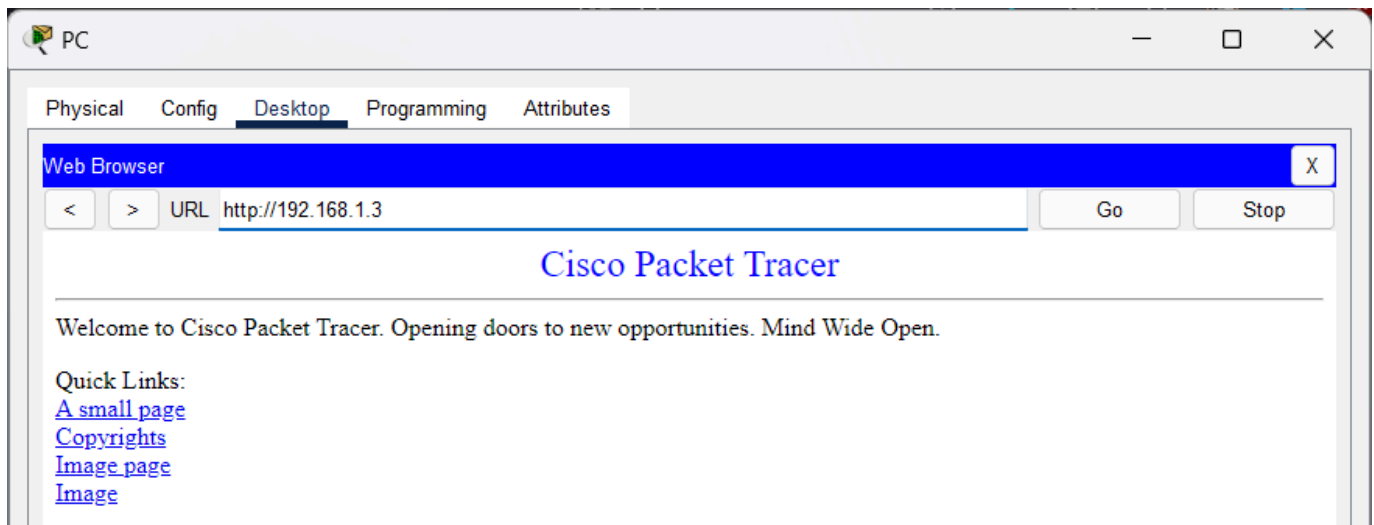 PC
Physical Config Desktop Programming Attributes
Web Browser X
< > URL http://192.168.1.3 Go Stop
Cisco Packet Tracer
Welcome to Cisco Packet Tracer. Opening doors to new opportunities. Mind Wide Open.
Quick Links:
A small page
Copyrights
Image page
Image